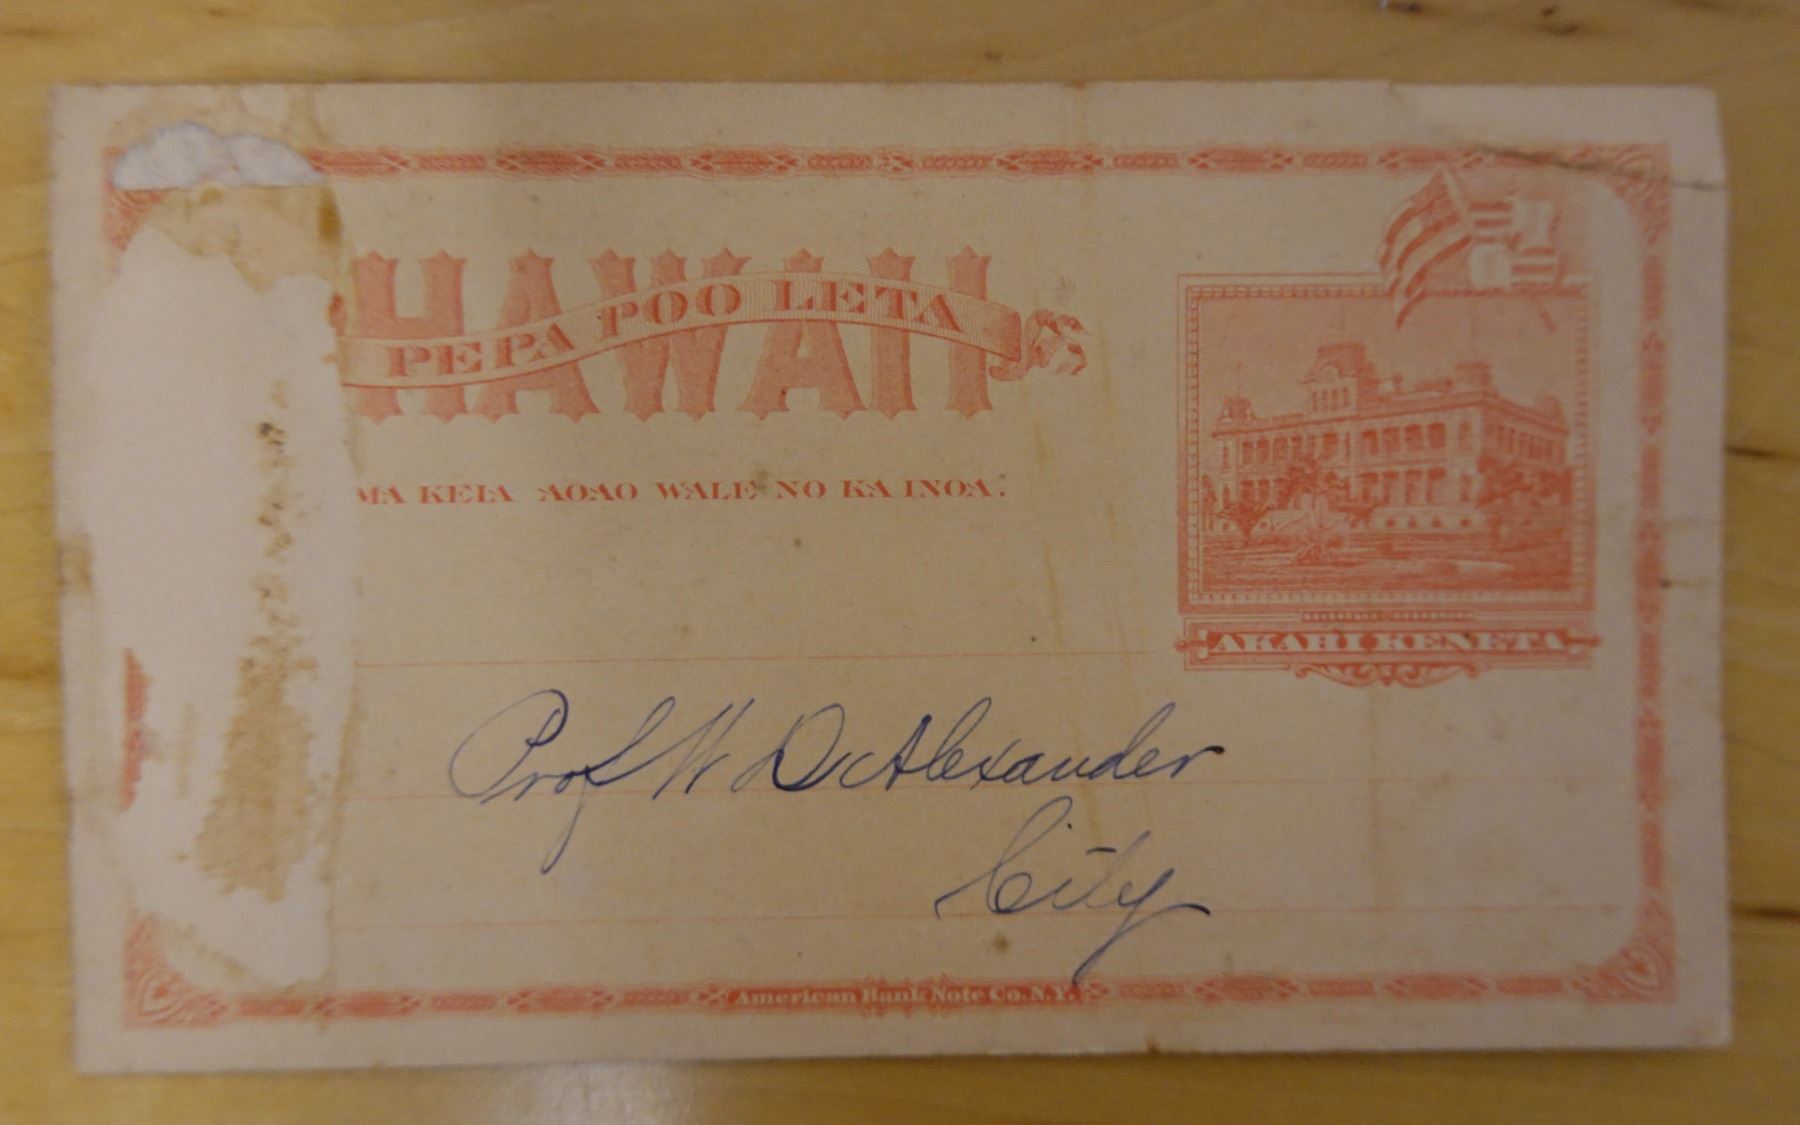 HAWAII
PEPA POO LETA
MA KEIA AOAO WALE NO KA INOA.
AKAHI KENETA
Prof W D Alexander
City
American Bank Note Co. N.Y.